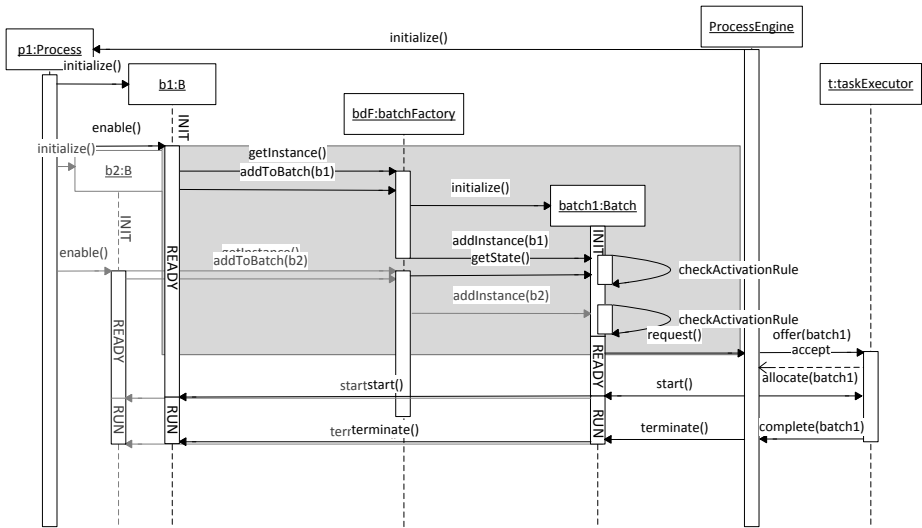 ProcessEngine
initialize()
p1:Process
initialize()
b1:B
t:taskExecutor
bdF:batchFactory
INIT
enable()
initialize()
getInstance()
b2:B
addToBatch(b1)
initialize()
batch1:Batch
INIT
INIT
enable()
READY
getInstance()
addToBatch(b2)
addInstance(b1)
getState()
checkActivationRule
addInstance(b2)
checkActivationRule
request()
offer(batch1)
accept
READY
READY
allocate(batch1)
start()
start()
RUN
RUN
RUN
terminate()
terminate()
complete(batch1)